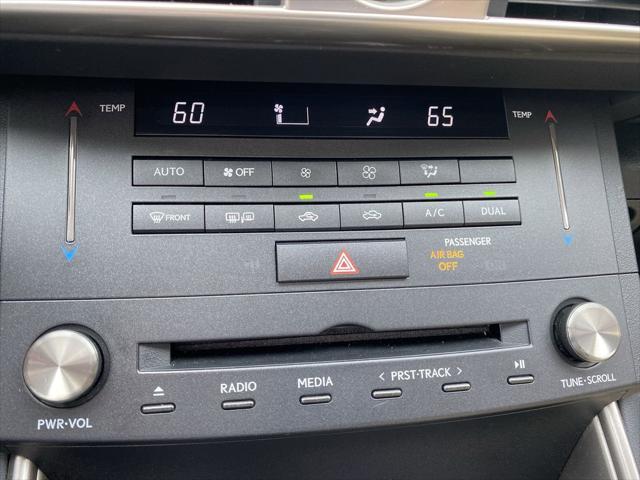 TEMP
60
65
TEMP
AUTO
OFF
FRONT
A/C
DUAL
PASSENGER
AIR BAG
OFF
RADIO
MEDIA
< PRST·TRACK >
PWR·VOL
TUNE·SCROLL